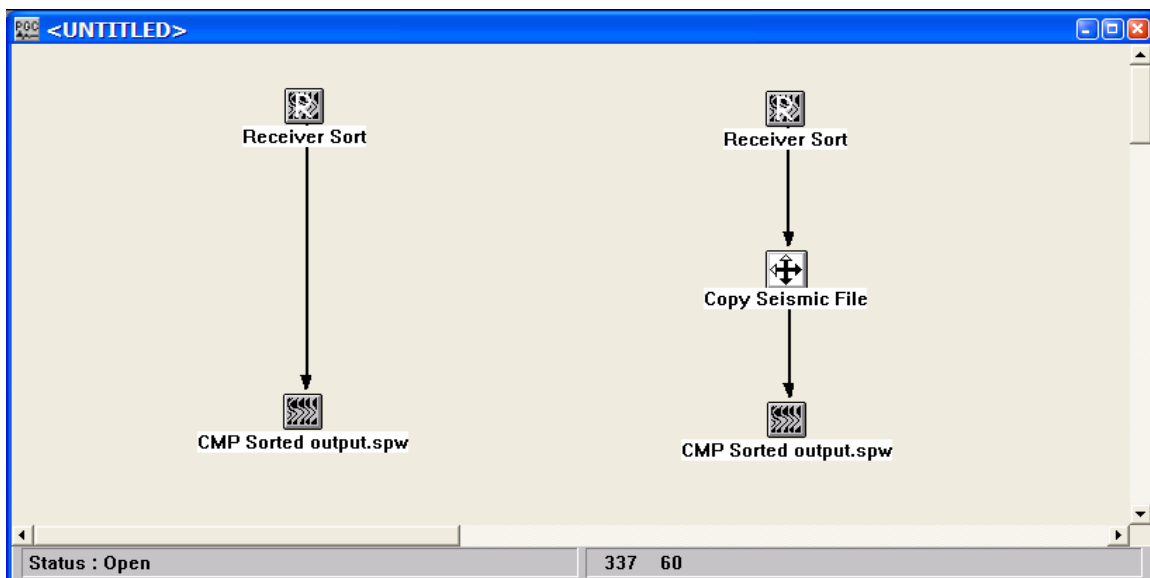 PGC
<UNTITLED>
R
Receiver Sort
R
Receiver Sort
Copy Seismic File
CMP Sorted output.spw
CMP Sorted output.spw
Status : Open
337 60